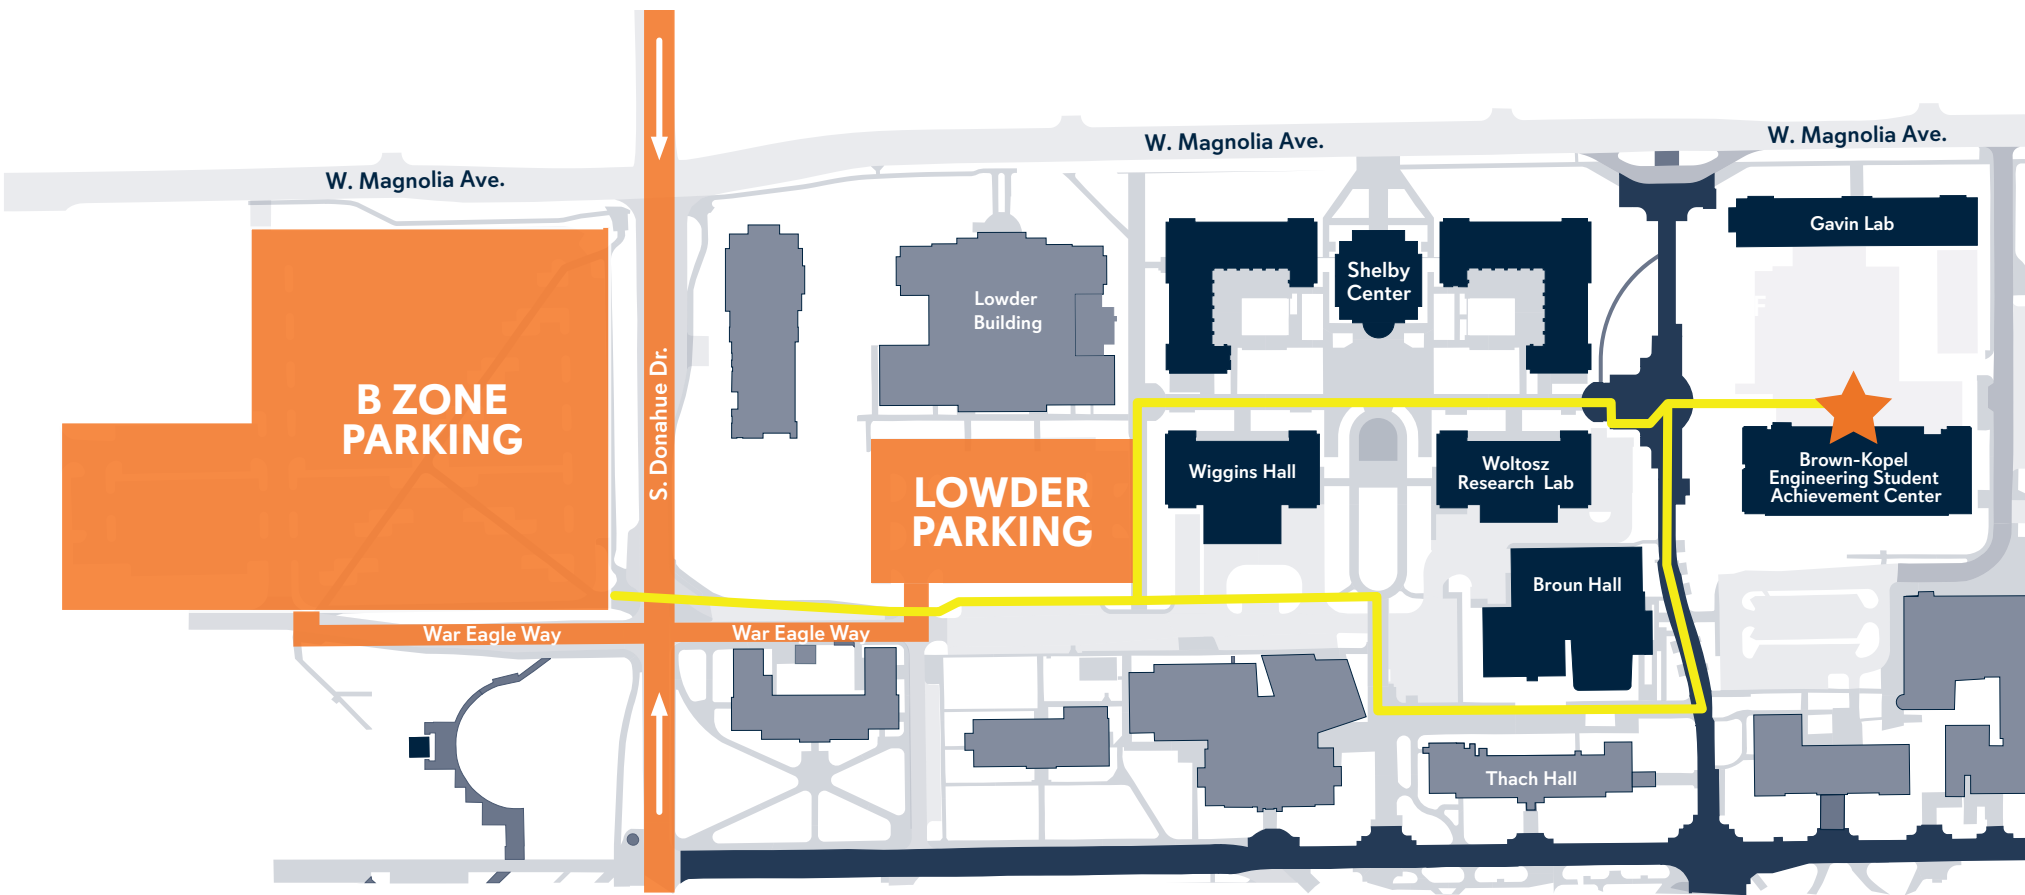 W. Magnolia Ave.
W. Magnolia Ave.
W. Magnolia Ave.
Gavin Lab
Shelby
Center
Lowder
Building
S. Donahue Dr.
B ZONE
PARKING
LOWDER
PARKING
Wiggins Hall
Woltosz
Research Lab
Brown-Kopel
Engineering Student
Achievement Center
Broun Hall
War Eagle Way
War Eagle Way
Thach Hall